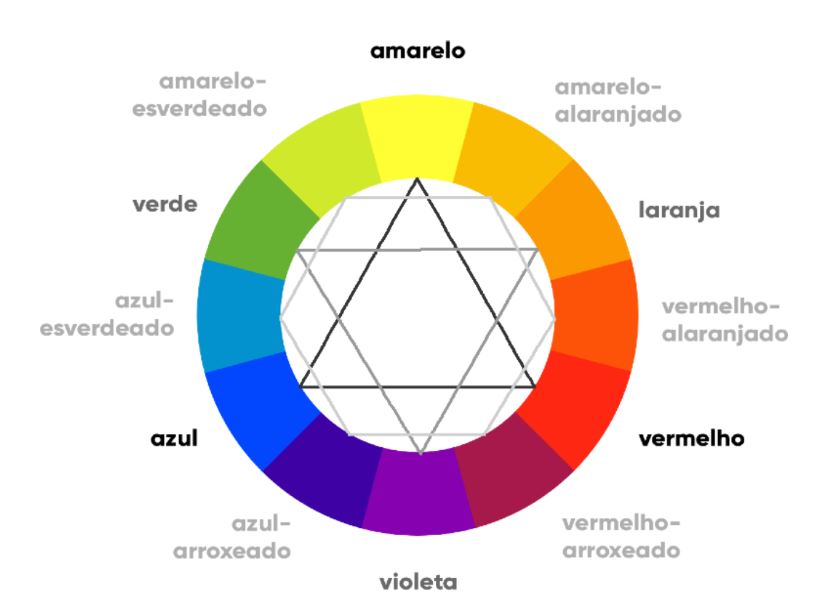 amarelo
amarelo-
esverdeado
amarelo-
alaranjado
verde
laranja
azul-
esverdeado
vermelho-
alaranjado
azul
vermelho
azul-
arroxeado
vermelho-
arroxeado
violeta